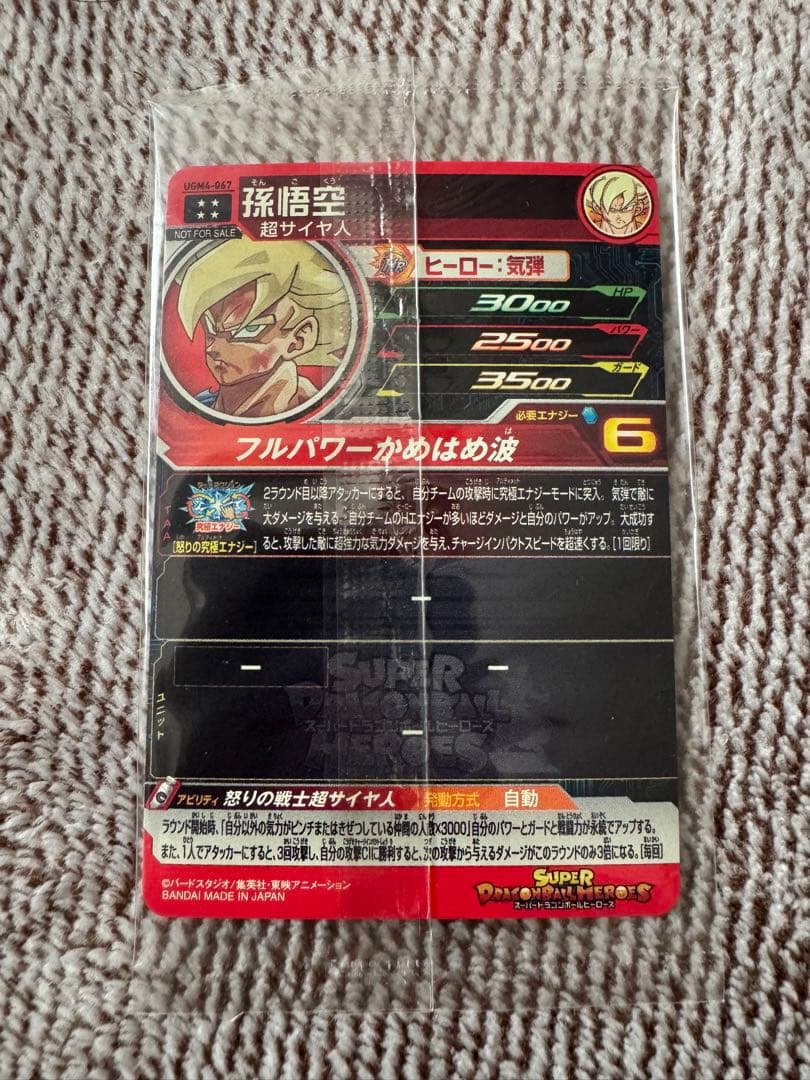 UGM4-067
孫悟空
そん ご くう
超サイヤ人
NOT FOR SALE
ヒーロー:気弾
HP
3000
パワー
2500
ガード
3500
必要エナジー
6
フルパワーかめはめ波
は
TAA
究極エナジー
[怒りの究極エナジー]
2ラウンド目以降アタッカーにすると、自分チームの攻撃時に究極エナジーモードに突入。気弾で敵に
大ダメージを与える。自分チームのHエナジーが多いほどダメージと自分のパワーがアップ。大成功す
ると、攻撃した敵に超強力な気力ダメージを与え、チャージインパクトスピードを超速くする。[1回限り]
ー
ー ー
ユニット
ー
SUPER
DRAGONBALL
スーパードラゴンボールヒーローズ
HEROES
アビリティ 怒りの戦士超サイヤ人 発動方式 自動
ラウンド開始時、「自分以外の気力がピンチまたはきぜつしている仲間の人数×3000」自分のパワーとガードと戦闘力が永続でアップする。
また、1人でアタッカーにすると、3回攻撃し、自分の攻撃CIに勝利すると、次の攻撃から与えるダメージがこのラウンドのみ3倍になる。[毎回]
©バードスタジオ/集英社・東映アニメーション
BANDAI MADE IN JAPAN
SUPER
DRAGONBALL HEROES
スーパードラゴンボールヒーローズ